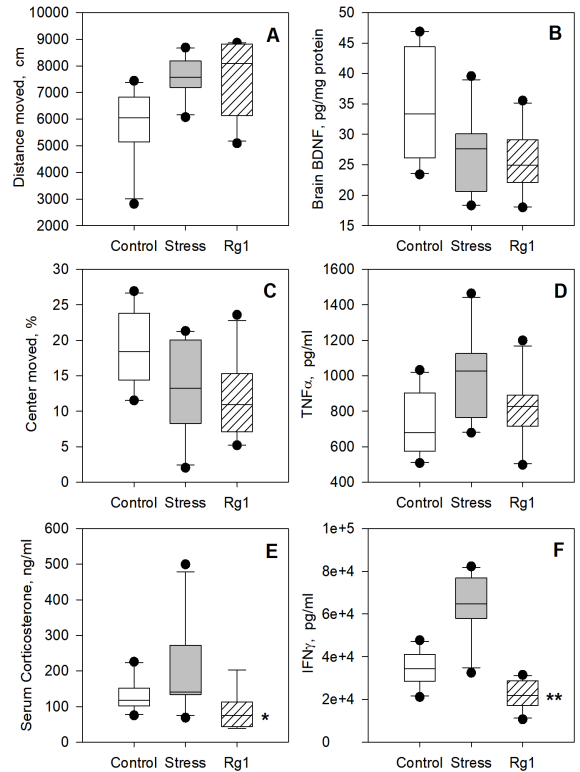 A
Distance moved, cm
10000
9000
8000
7000
6000
5000
4000
3000
2000
Control Stress Rg1
B
Brain BDNF, pg/mg protein
50
45
40
35
30
25
20
15
Control Stress Rg1
C
Center moved, %
30
25
20
15
10
5
0
Control Stress Rg1
D
TNFα, pg/ml
1600
1400
1200
1000
800
600
400
Control Stress Rg1
E
Serum Corticosterone, ng/ml
600
500
400
300
200
100
0
*
Control Stress Rg1
F
IFNγ, pg/ml
1e+5
8e+4
6e+4
4e+4
2e+4
0
**
Control Stress Rg1